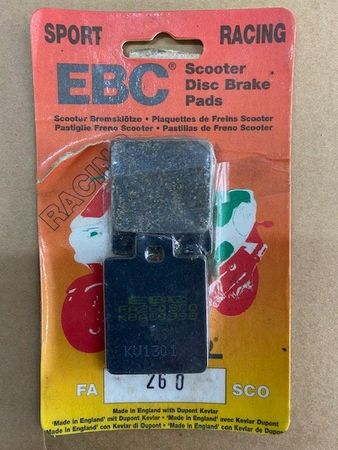 SPORT RACING
EBC® Scooter
Disc Brake
Pads
Scooter Bremsklötze • Plaquettes de Freins Scooter
Pastiglie Freno Scooter • Pastillas de Freno Scooter
RACING
EBC
KU1301
FA 260 SCO
Made in England with Dupont Kevlar
'Made in England' mit Dupont Kevlar • 'Made in England' avec Kevlar Dupont
'Made in England' con Kevlar di Dupont • 'Made in England' con Kevlar de Dupont